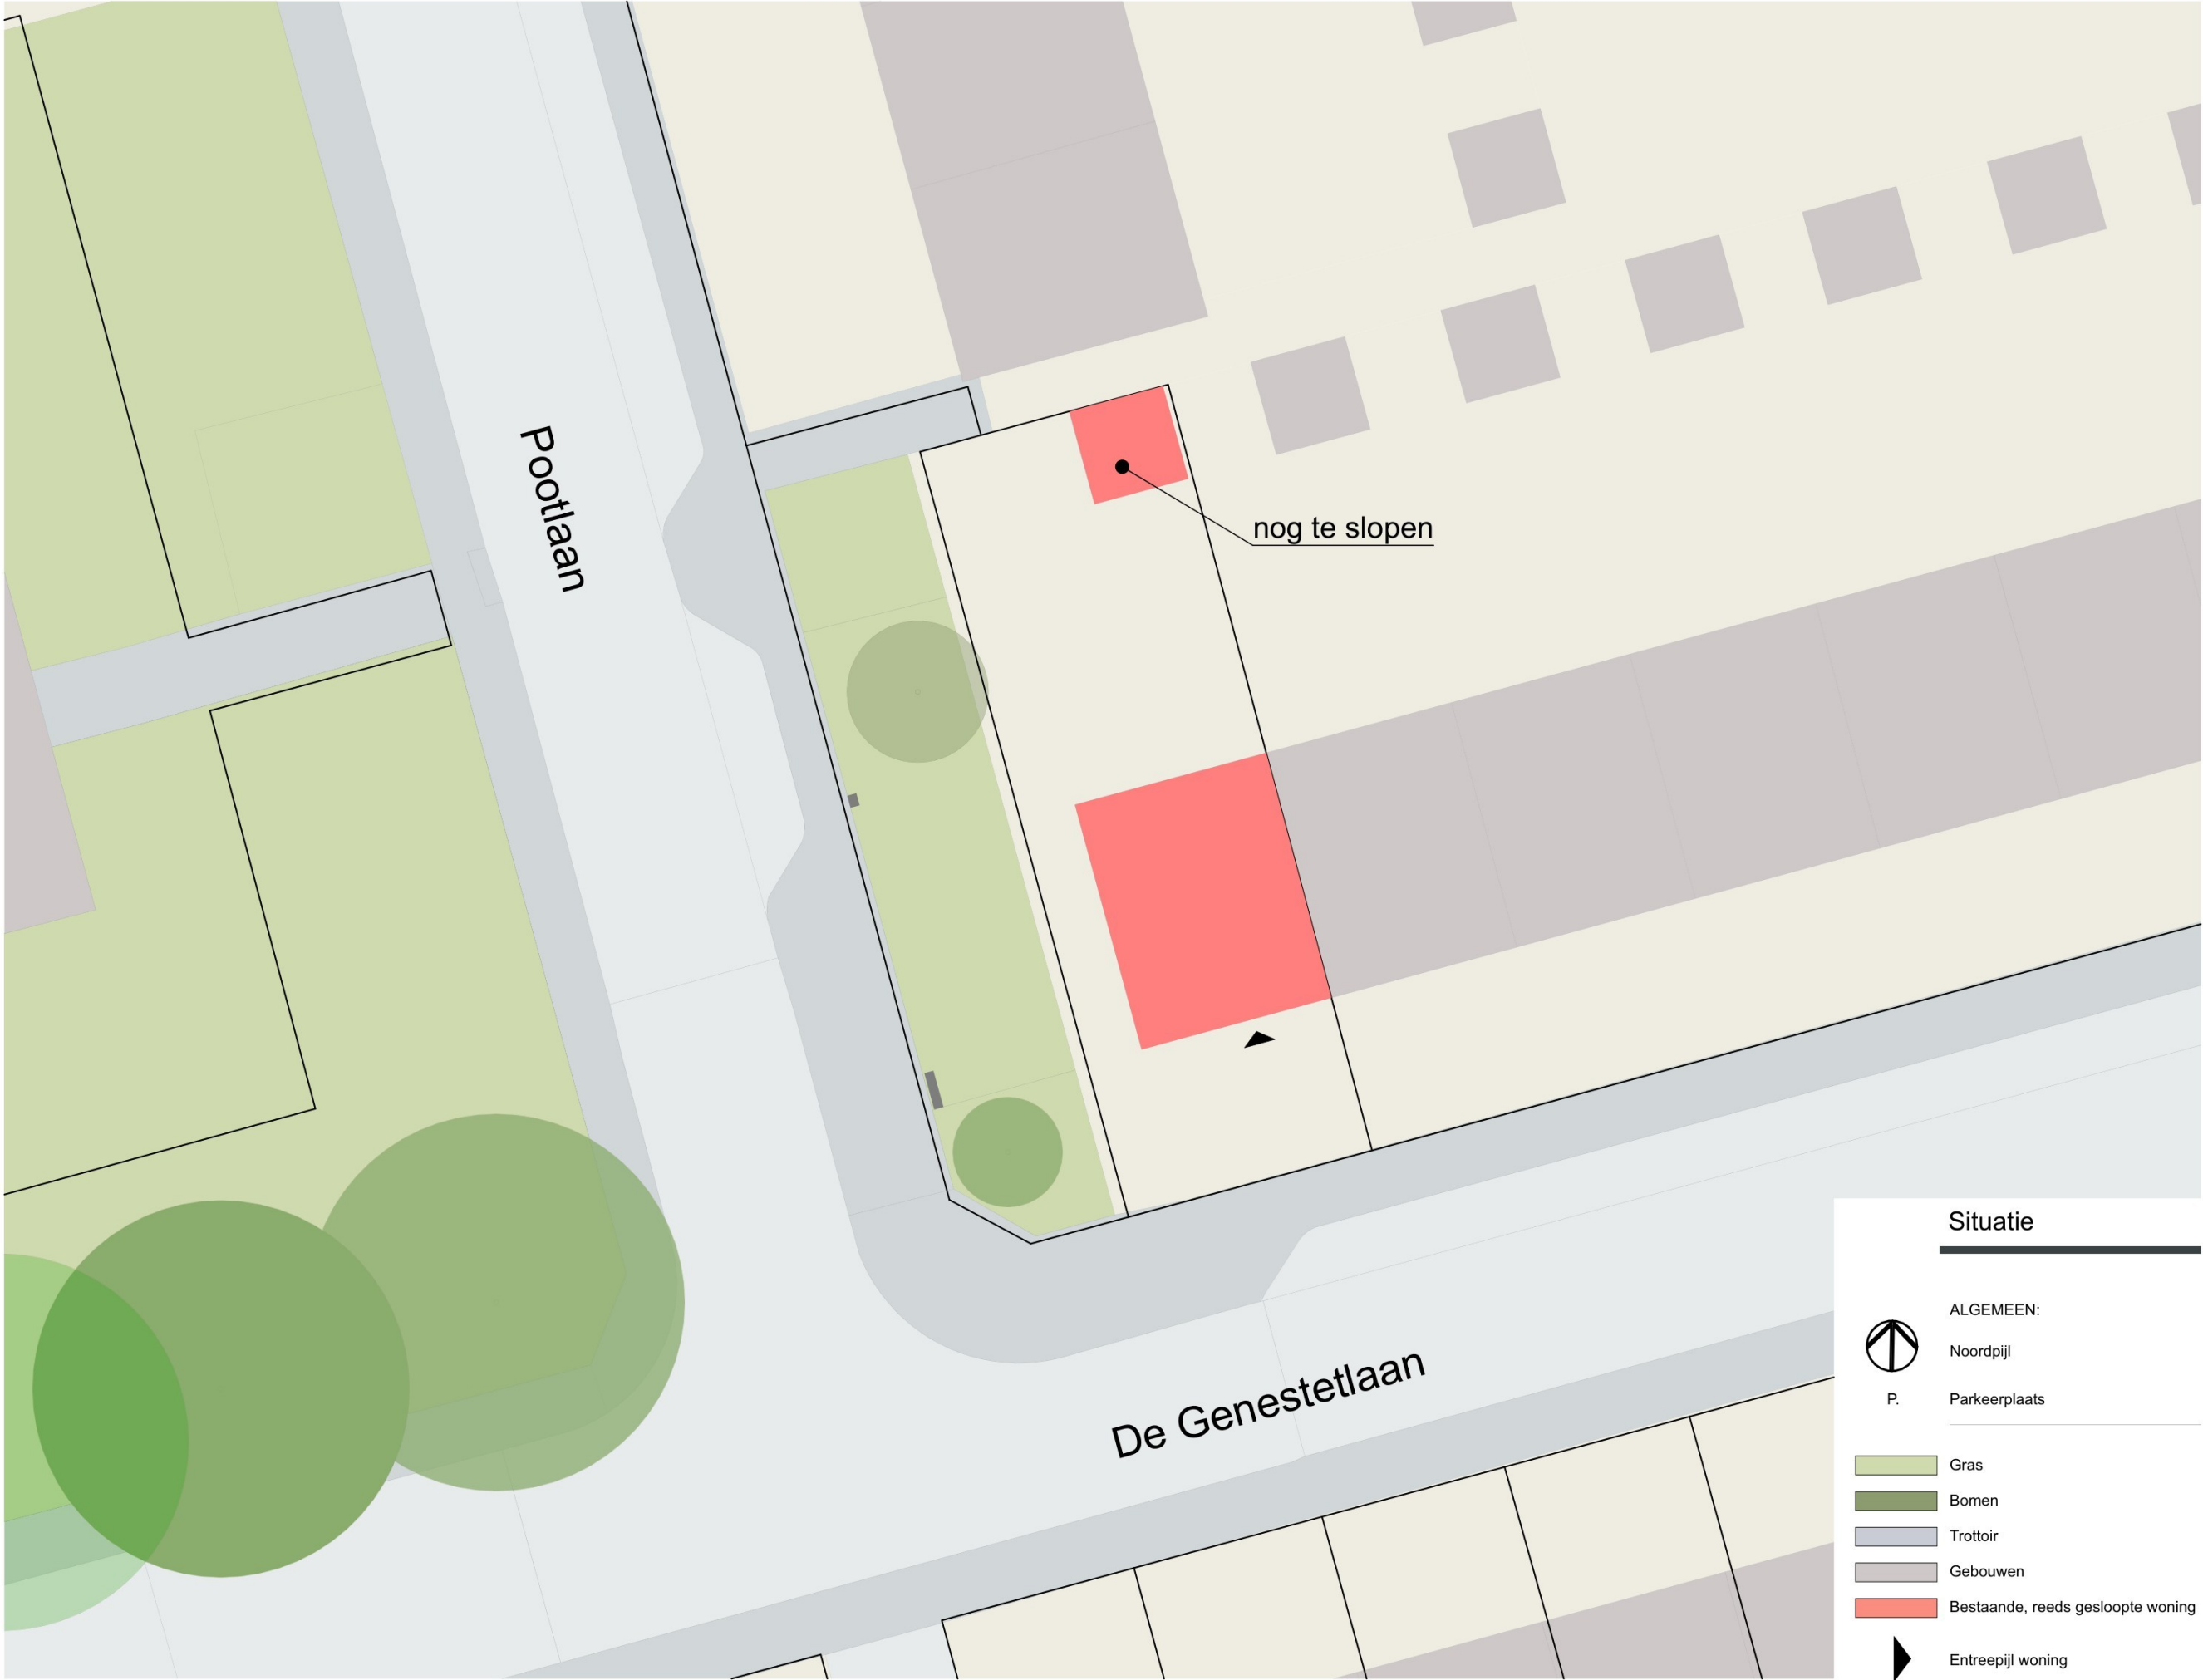 Pootlaan
nog te slopen
De Genestetlaan
Situatie
ALGEMEEN:
Noordpijl
P. Parkeerplaats
Gras
Bomen
Trottoir
Gebouwen
Bestaande, reeds gesloopte woning
Entreepijl woning